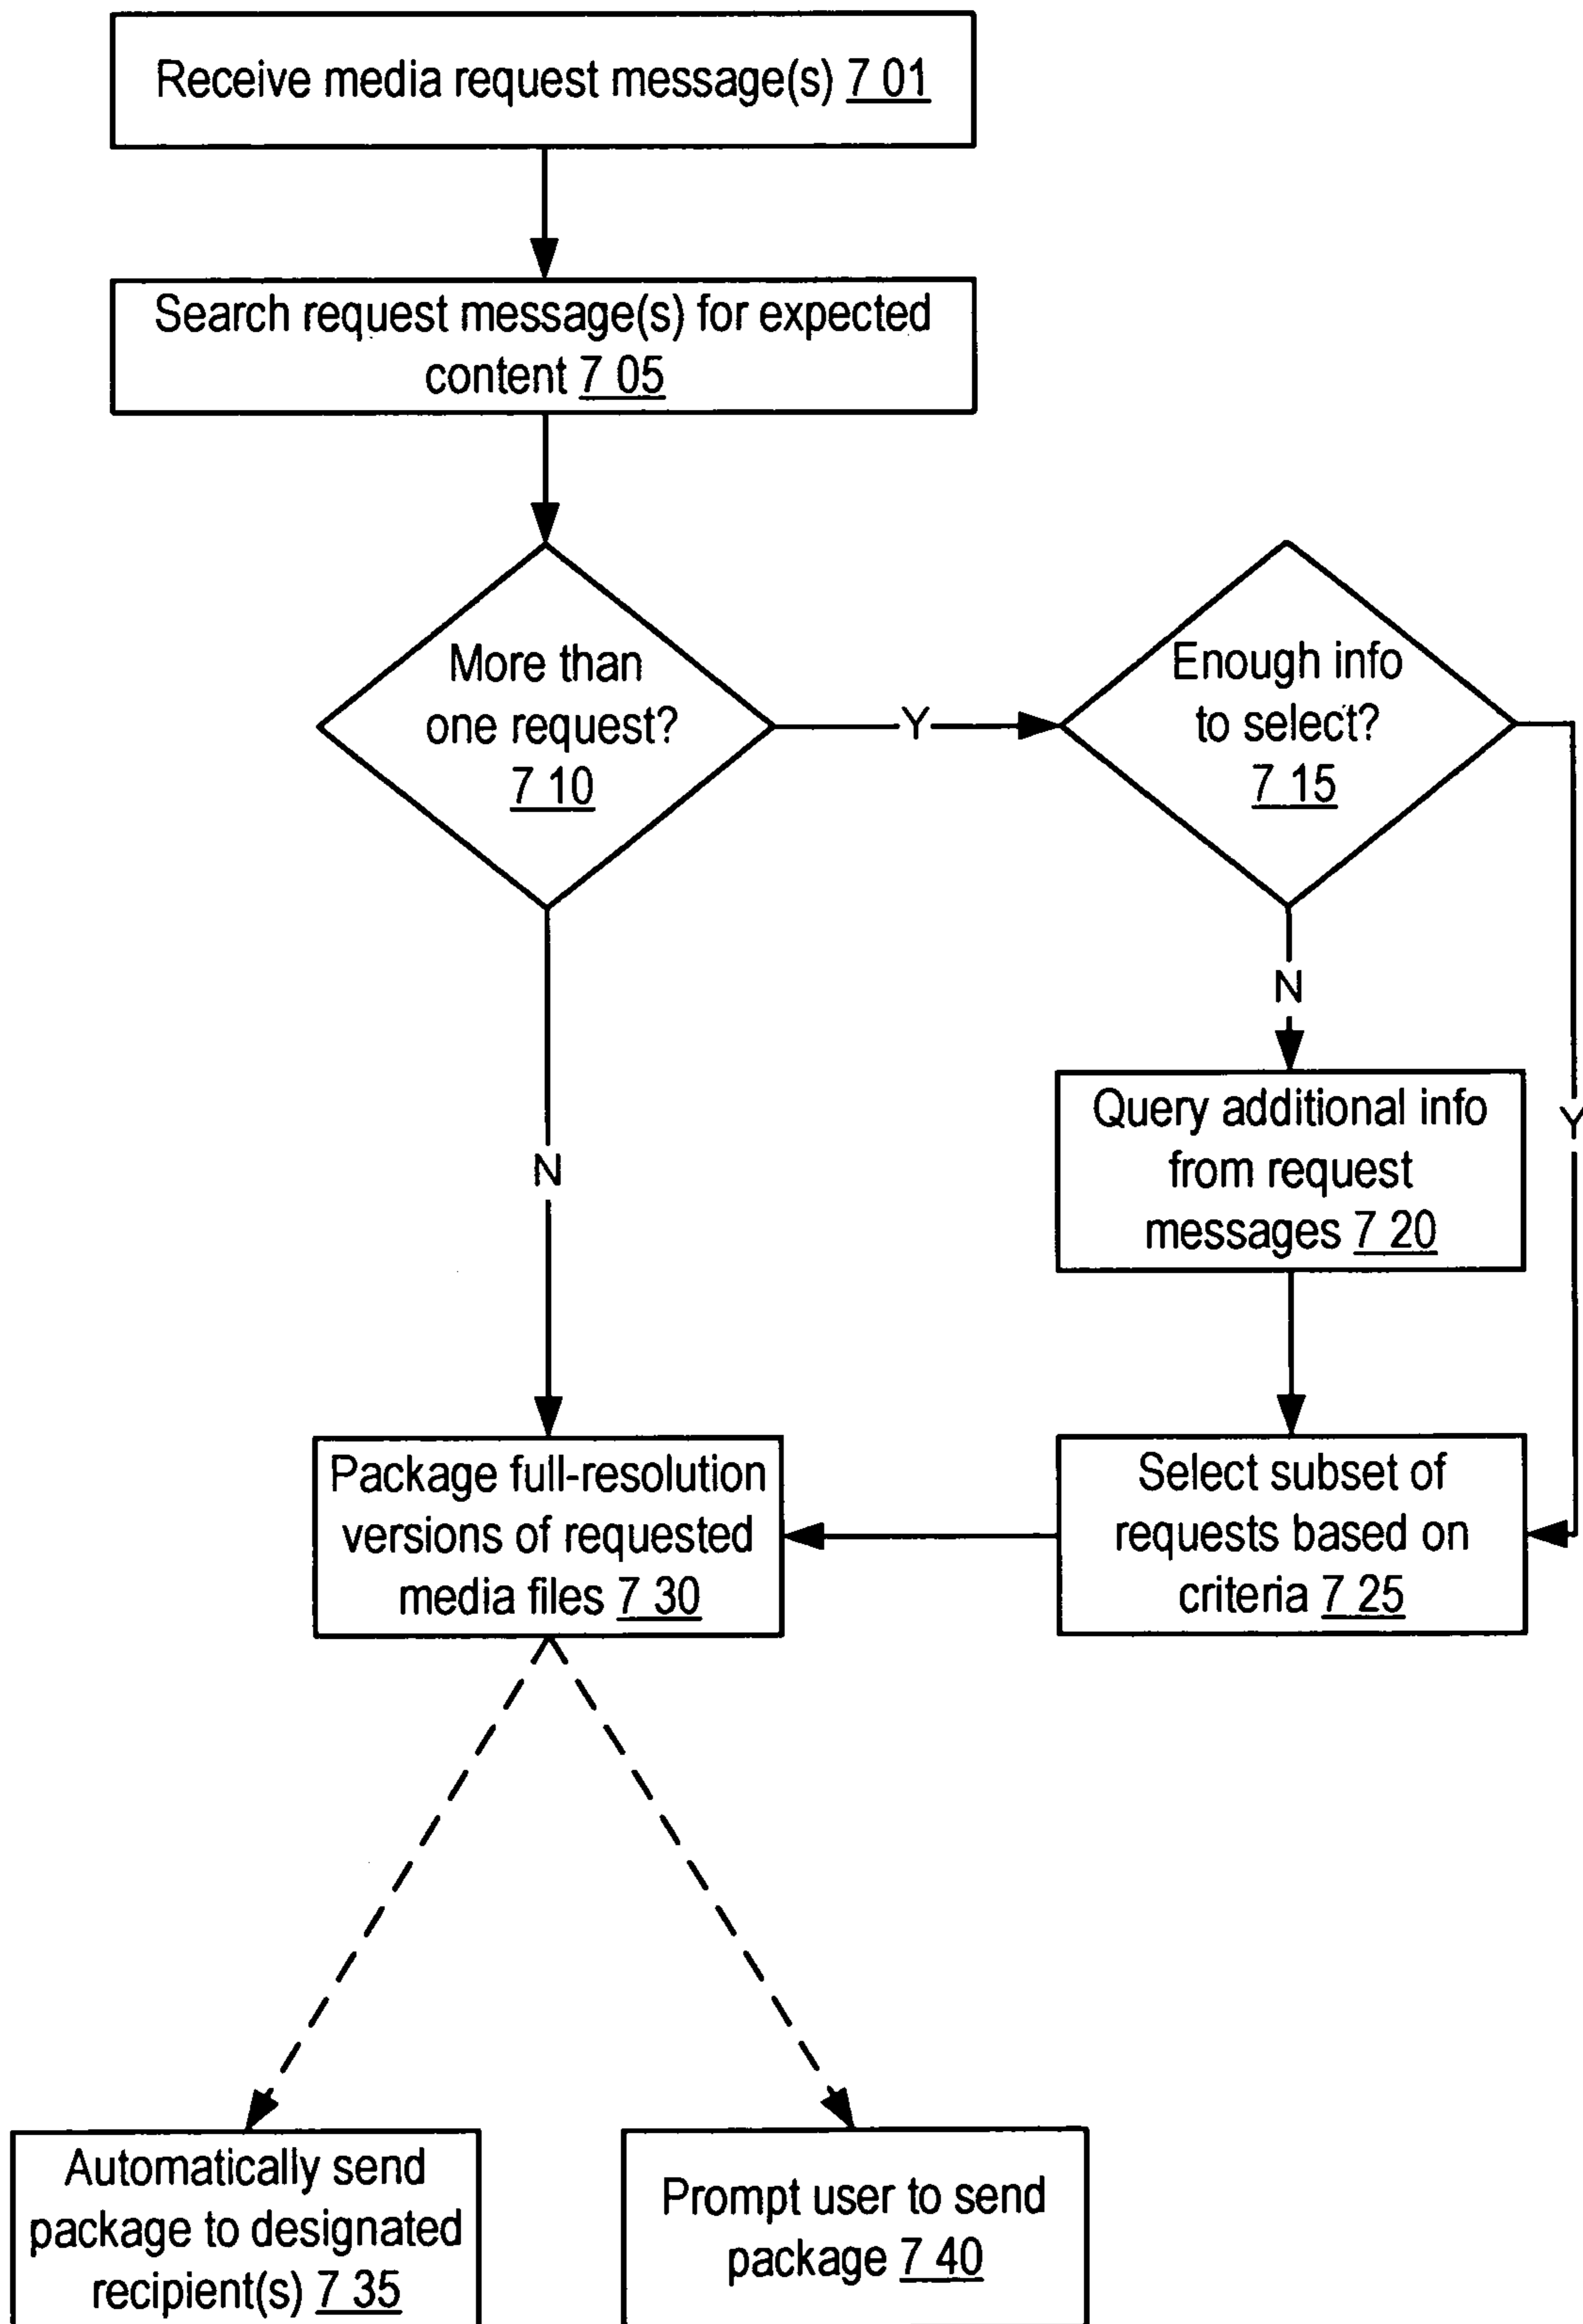 Receive media request message(s) 7 01
Search request message(s) for expected
content 7 05
More than
one request?
7 10
Y
Enough info
to select?
7 15
N
Y
N
Query additional info
from request
messages 7 20
Package full-resolution
versions of requested
media files 7 30
Select subset of
requests based on
criteria 7 25
Automatically send
package to designated
recipient(s) 7 35
Prompt user to send
package 7 40